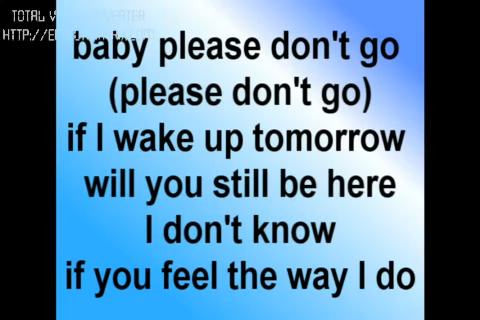 TOTAL
HTTP://E
baby please don't go
(please don't go)
if I wake up tomorrow
will you still be here
I don't know
if you feel the way I do